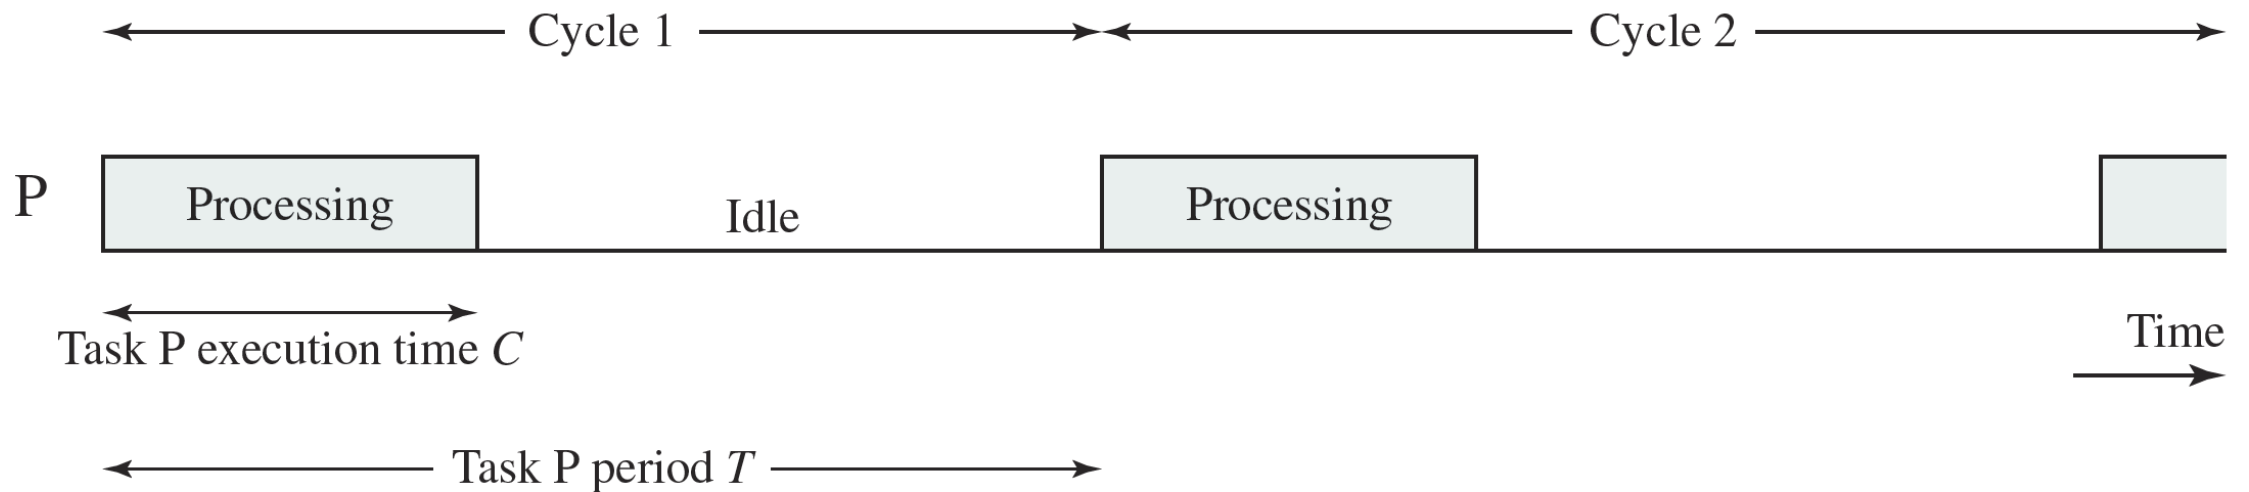 Cycle 1
Cycle 2
P
Processing
Idle
Processing
Task P execution time C
Time
Task P period T